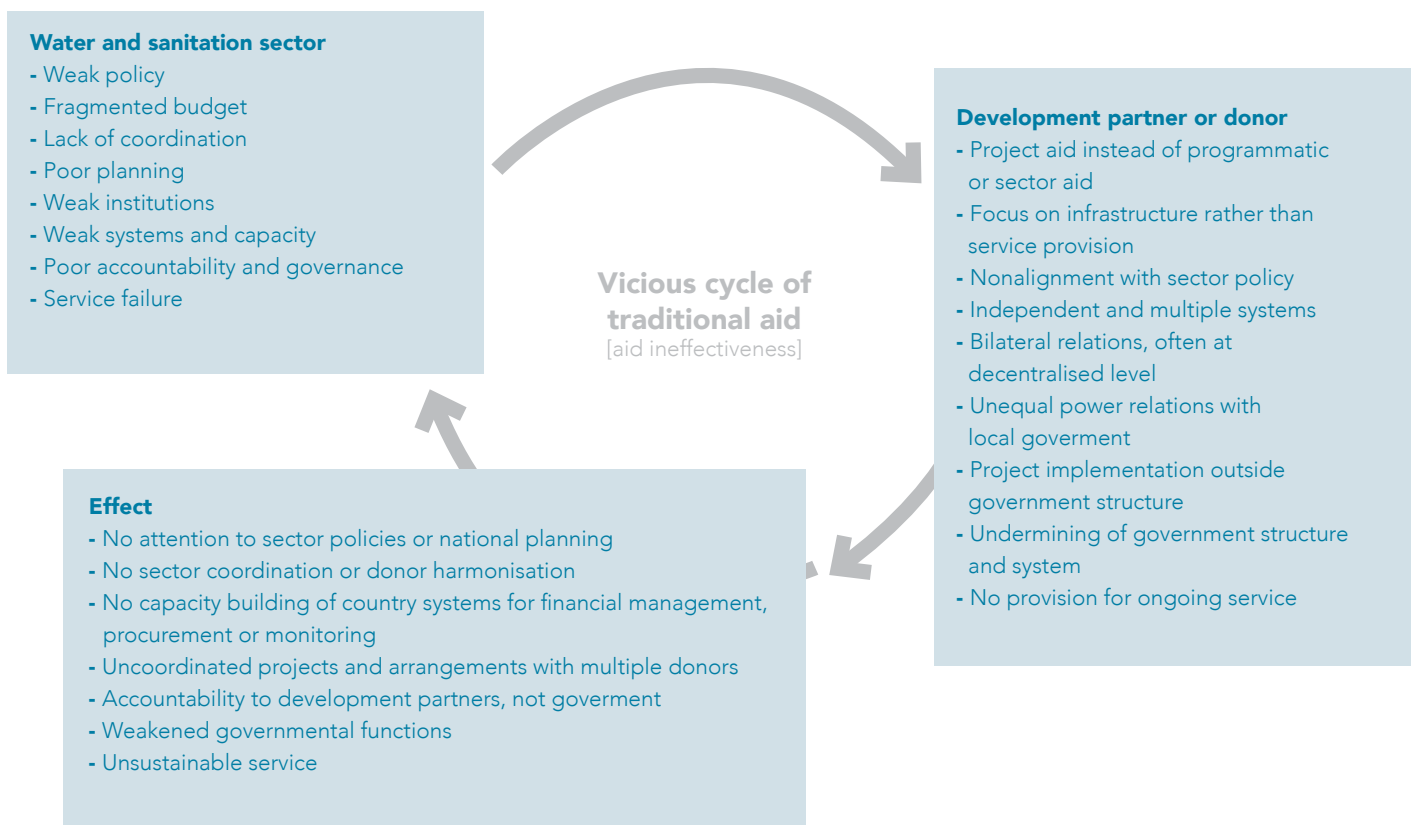 Water and sanitation sector
- Weak policy
- Fragmented budget
- Lack of coordination
- Poor planning
- Weak institutions
- Weak systems and capacity
- Poor accountability and governance
- Service failure
Vicious cycle of
traditional aid
[aid ineffectiveness]
Development partner or donor
- Project aid instead of programmatic
or sector aid
- Focus on infrastructure rather than
service provision
- Nonalignment with sector policy
- Independent and multiple systems
- Bilateral relations, often at
decentralised level
- Unequal power relations with
local goverment
- Project implementation outside
government structure
- Undermining of government structure
and system
- No provision for ongoing service
Effect
- No attention to sector policies or national planning
- No sector coordination or donor harmonisation
- No capacity building of country systems for financial management,
procurement or monitoring
- Uncoordinated projects and arrangements with multiple donors
- Accountability to development partners, not goverment
- Weakened governmental functions
- Unsustainable service